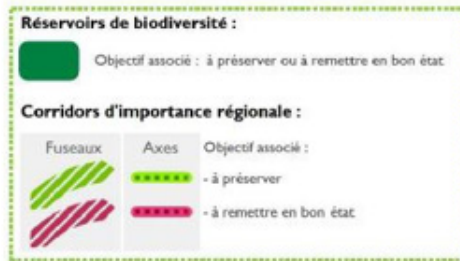 Réservoirs de biodiversité :
Objectif associé : à préserver ou à remettre en bon état
Corridors d'importance régionale :
Fuseaux Axes Objectif associé :
- à préserver
- à remettre en bon état